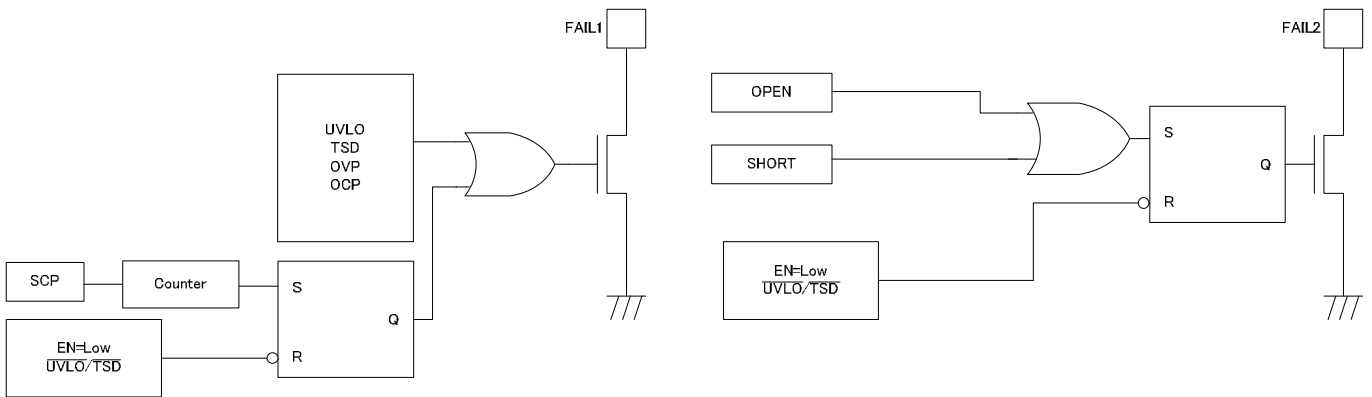 FAIL1
UVLO
TSD
OVP
OCP
SCP
Counter
S
Q
R
EN=Low
UVLO/TSD
FAIL2
OPEN
SHORT
S
Q
R
EN=Low
UVLO/TSD